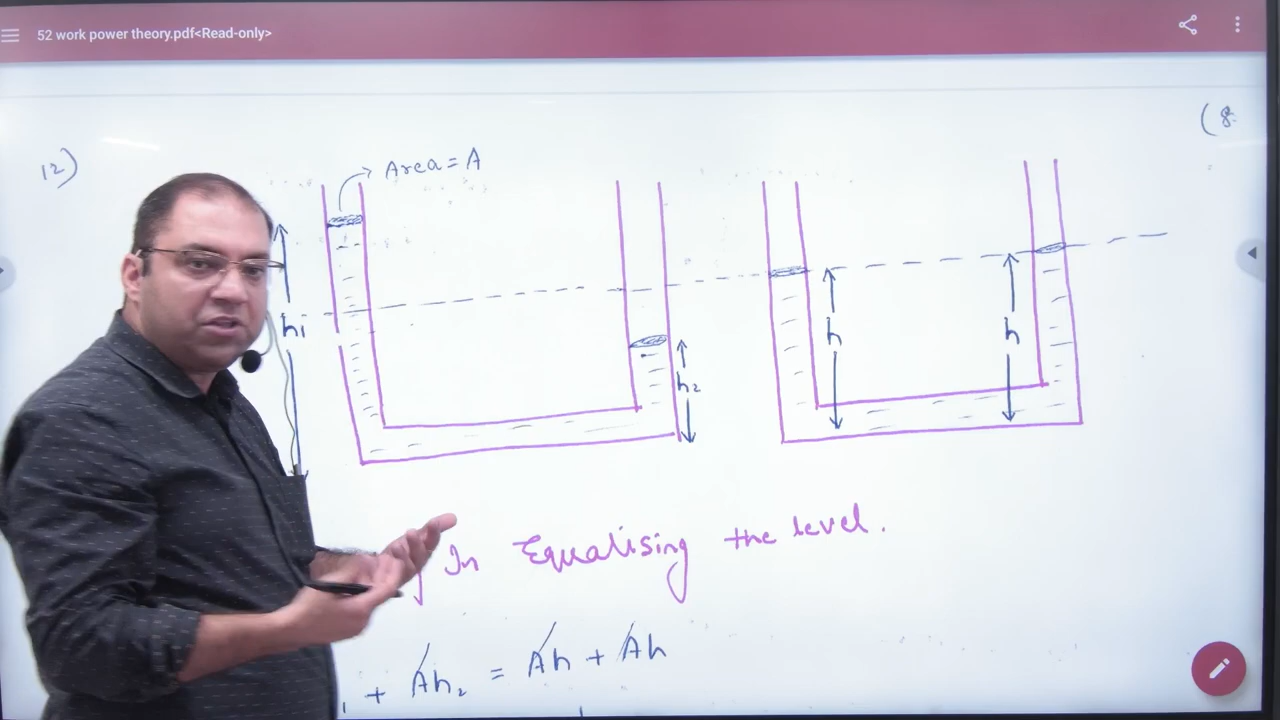 52 work power theory.pdf<Read-only>
(8
12)
Area = A
h1
h2
h
h
In Equalising the level.
1 + Ah2 = Ah + Ah